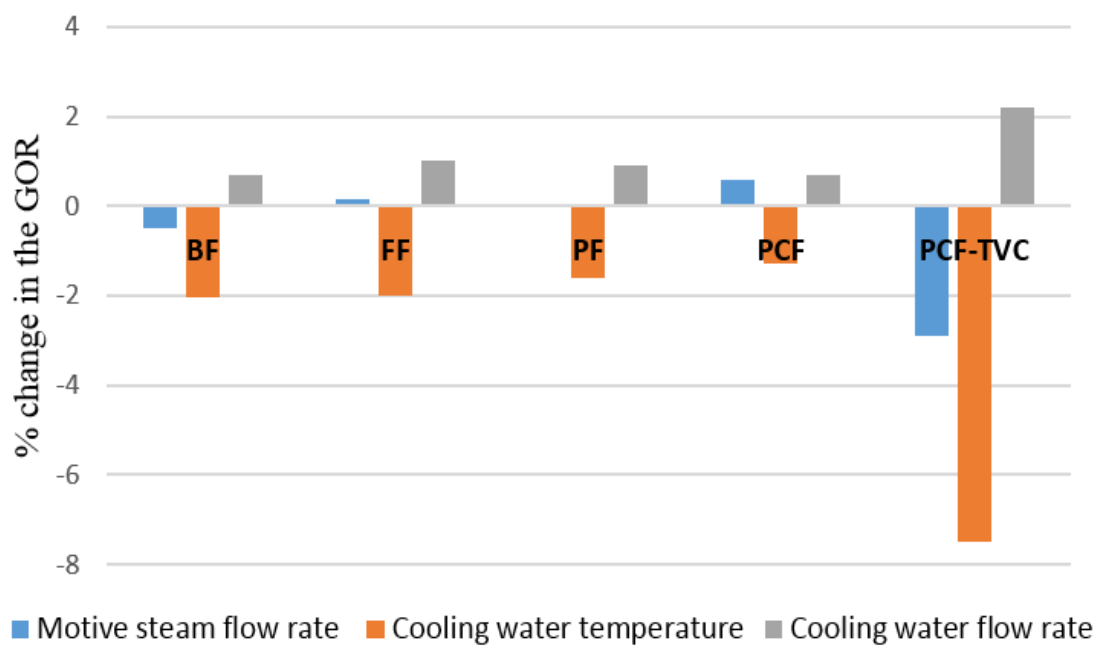 4
2
0
-2
-4
-6
-8
% change in the GOR
BF FF PF PCF PCF-TVC
Motive steam flow rate Cooling water temperature Cooling water flow rate